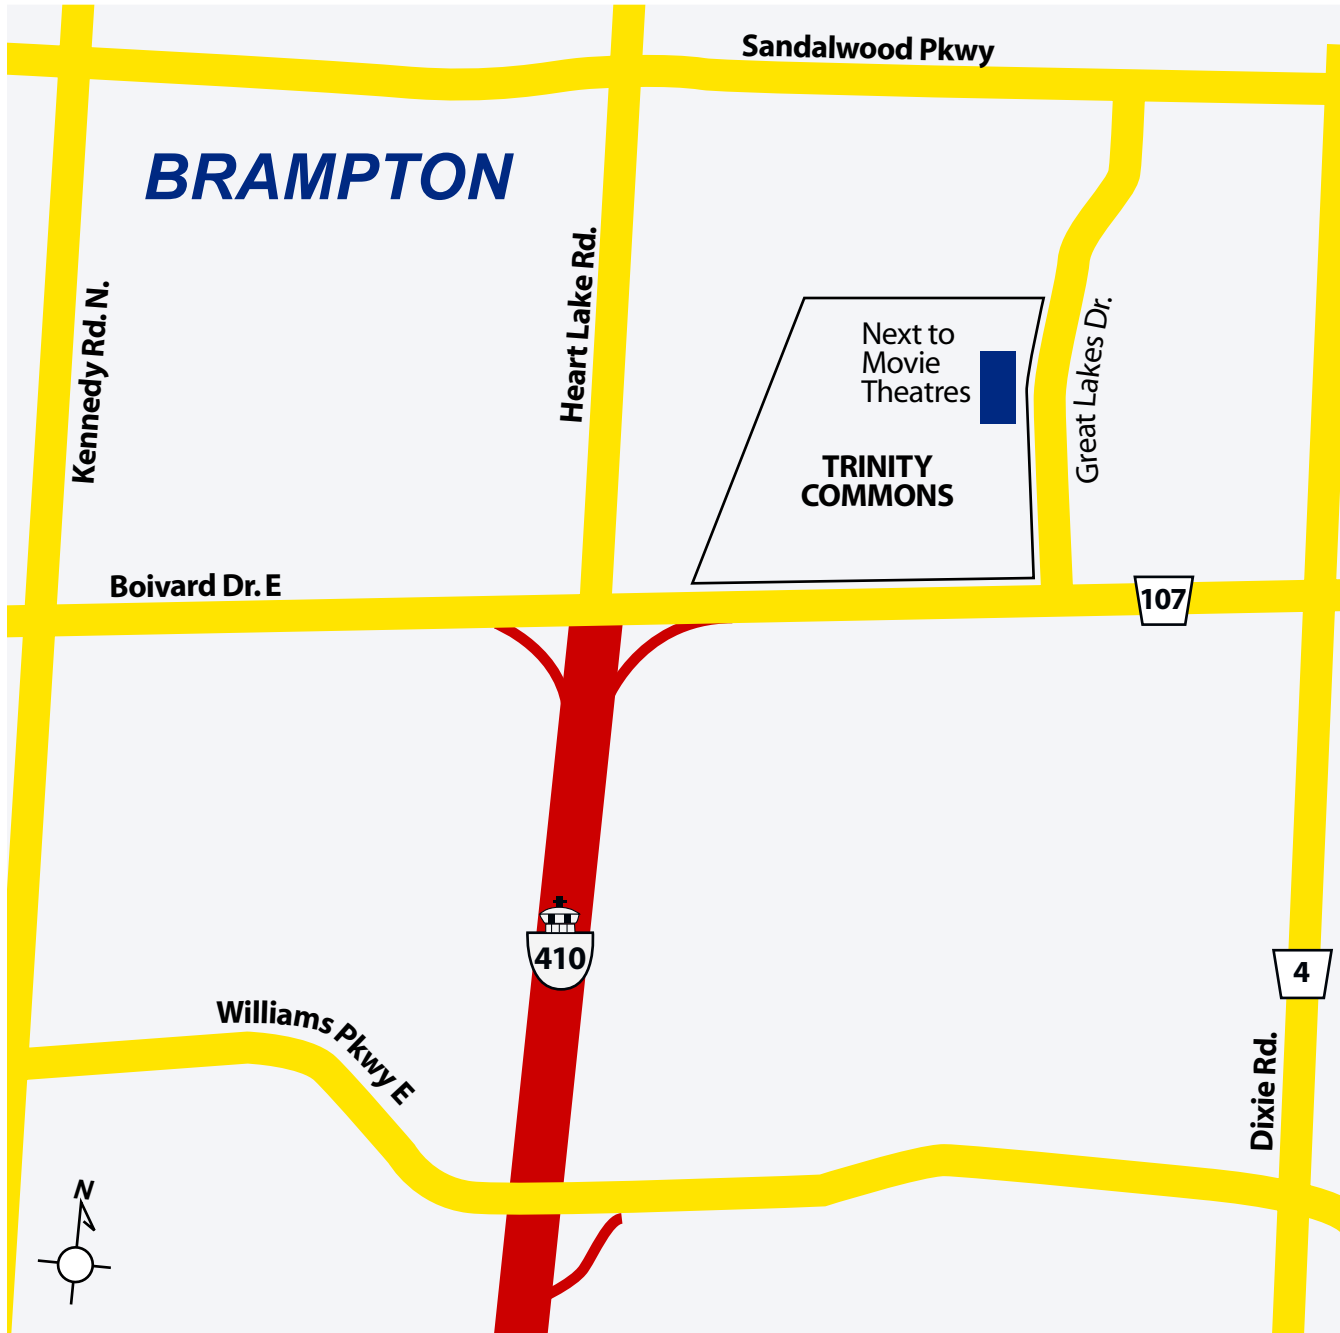 Sandalwood Pkwy
BRAMPTON
Heart Lake Rd.
Kennedy Rd. N.
Great Lakes Dr.
Next to
Movie
Theatres
TRINITY
COMMONS
Boivard Dr. E
107
410
4
Williams Pkwy E
Dixie Rd.
N